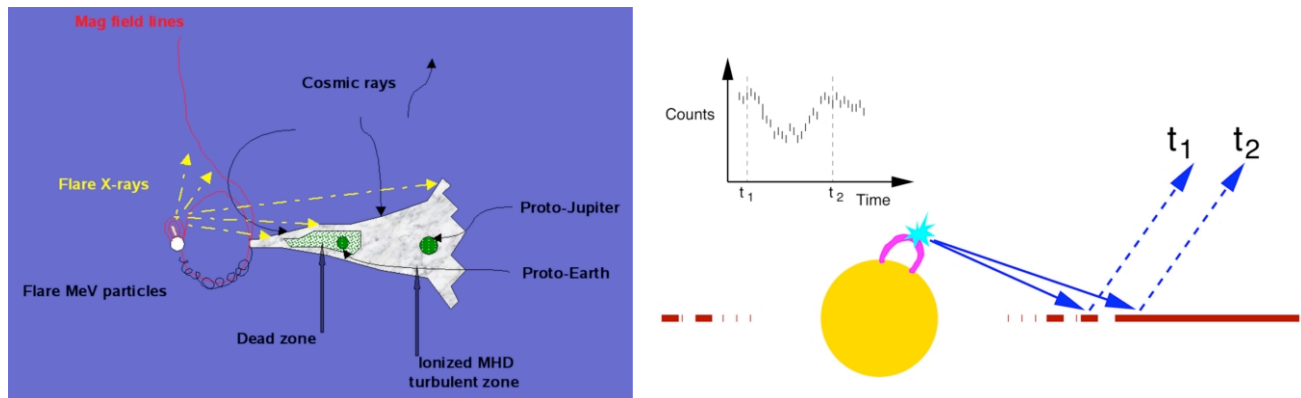 Mag field lines
Cosmic rays
Flare X-rays
Proto-Jupiter
Proto-Earth
Flare MeV particles
Dead zone
Ionized MHD
turbulent zone
Counts
t1
t2
Time
t1
t2